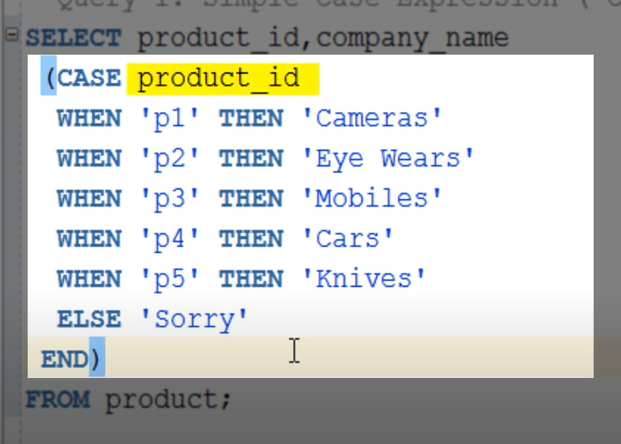 Query 1: Simple Case Expression ('C
SELECT product_id,company_name
(CASE product_id
WHEN 'p1' THEN 'Cameras'
WHEN 'p2' THEN 'Eye Wears'
WHEN 'p3' THEN 'Mobiles'
WHEN 'p4' THEN 'Cars'
WHEN 'p5' THEN 'Knives'
ELSE 'Sorry'
END)
FROM product;